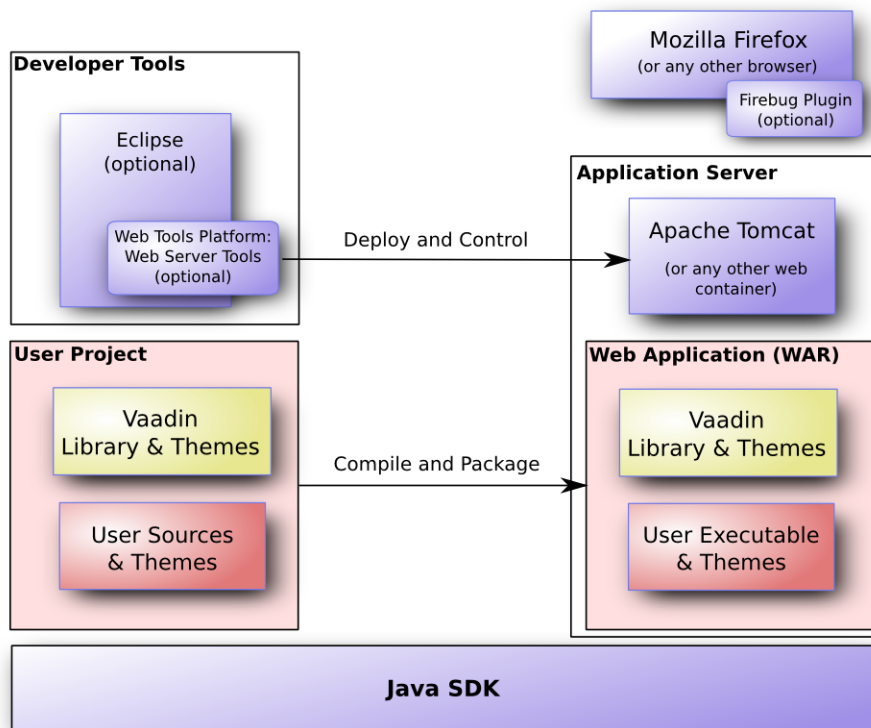 Developer Tools
Eclipse
(optional)
Web Tools Platform:
Web Server Tools
(optional)
Deploy and Control
Mozilla Firefox
(or any other browser)
Firebug Plugin
(optional)
Application Server
Apache Tomcat
(or any other web
container)
User Project
Vaadin
Library & Themes
User Sources
& Themes
Compile and Package
Web Application (WAR)
Vaadin
Library & Themes
User Executable
& Themes
Java SDK